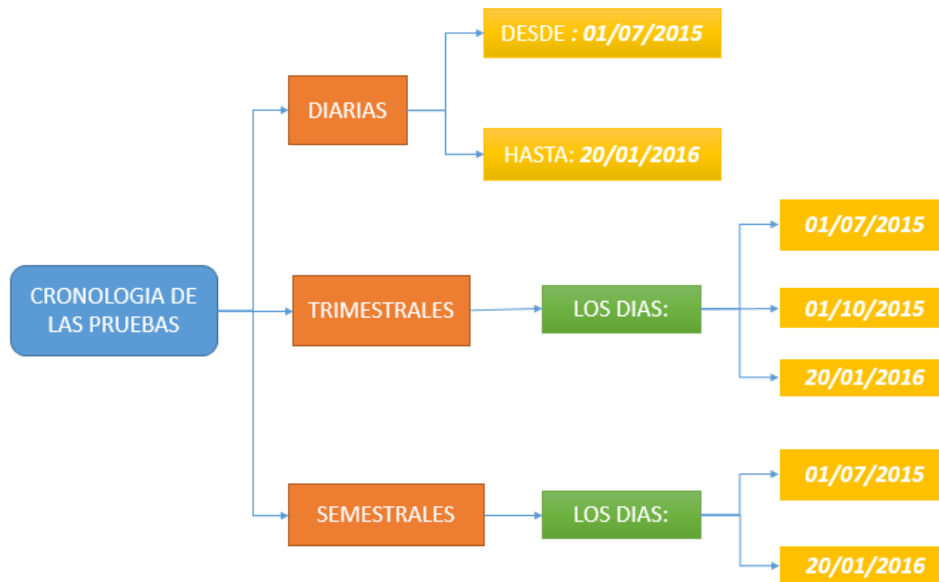 CRONOLOGIA DE
LAS PRUEBAS
DIARIAS
DESDE : 01/07/2015
HASTA: 20/01/2016
TRIMESTRALES
LOS DIAS:
01/07/2015
01/10/2015
20/01/2016
SEMESTRALES
LOS DIAS:
01/07/2015
20/01/2016